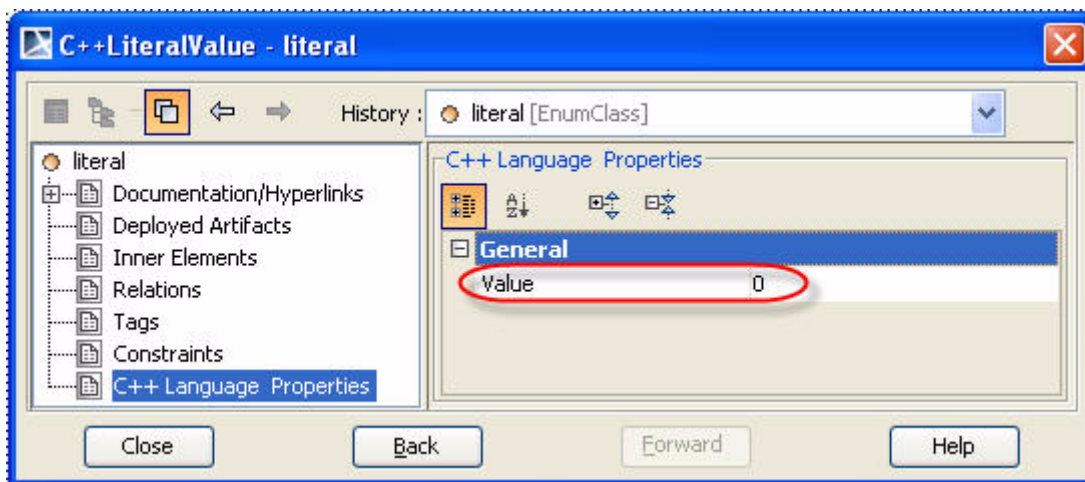 C++LiteralValue - literal
History : literal [EnumClass]
literal
Documentation/Hyperlinks
Deployed Artifacts
Inner Elements
Relations
Tags
Constraints
C++ Language Properties
C++ Language Properties
General
Value 0
Close Back Forward Help